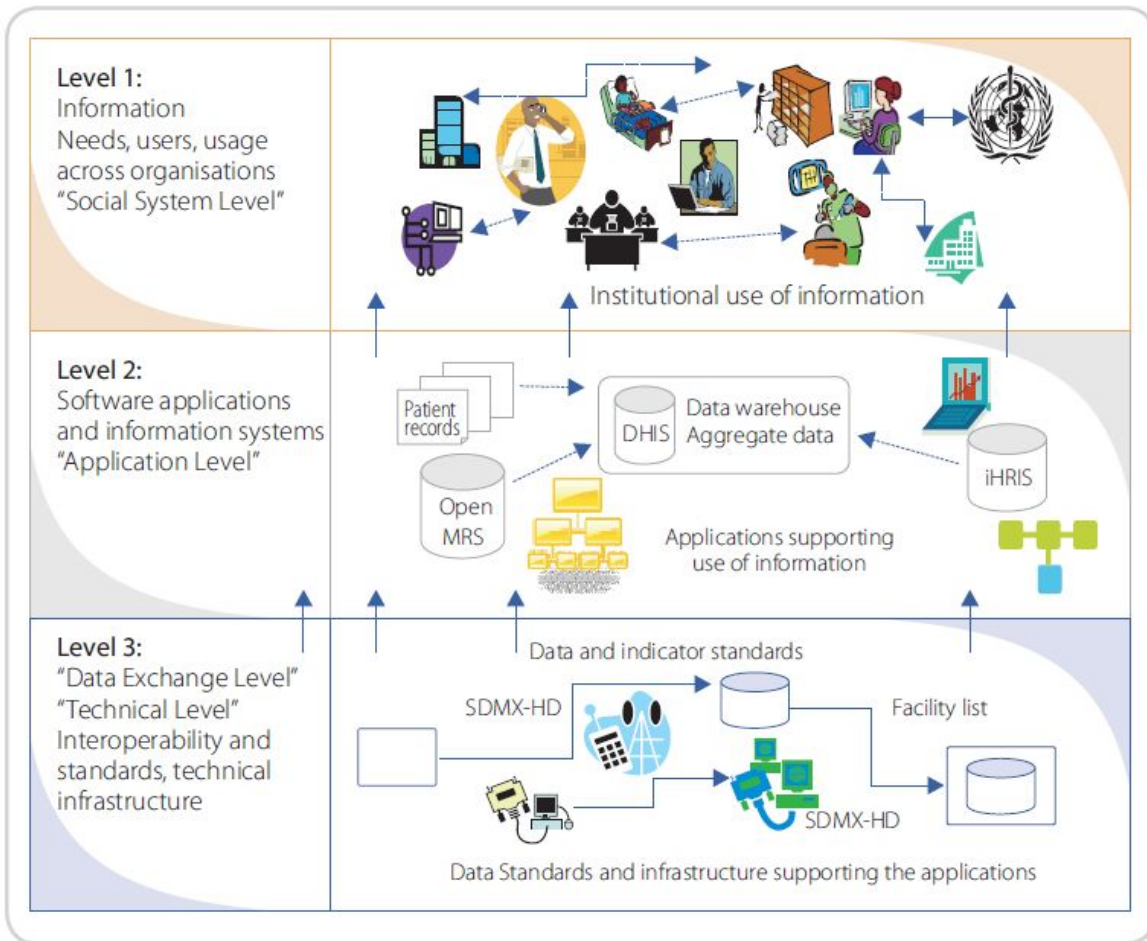 Level 1:
Information
Needs, users, usage
across organisations
“Social System Level”
Institutional use of information
Level 2:
Software applications
and information systems
“Application Level”
Patient
records
Open
MRS
DHIS
Data warehouse
Aggregate data
iHRIS
Applications supporting
use of information
Level 3:
“Data Exchange Level”
“Technical Level”
Interoperability and
standards, technical
infrastructure
Data and indicator standards
SDMX-HD
Facility list
SDMX-HD
Data Standards and infrastructure supporting the applications